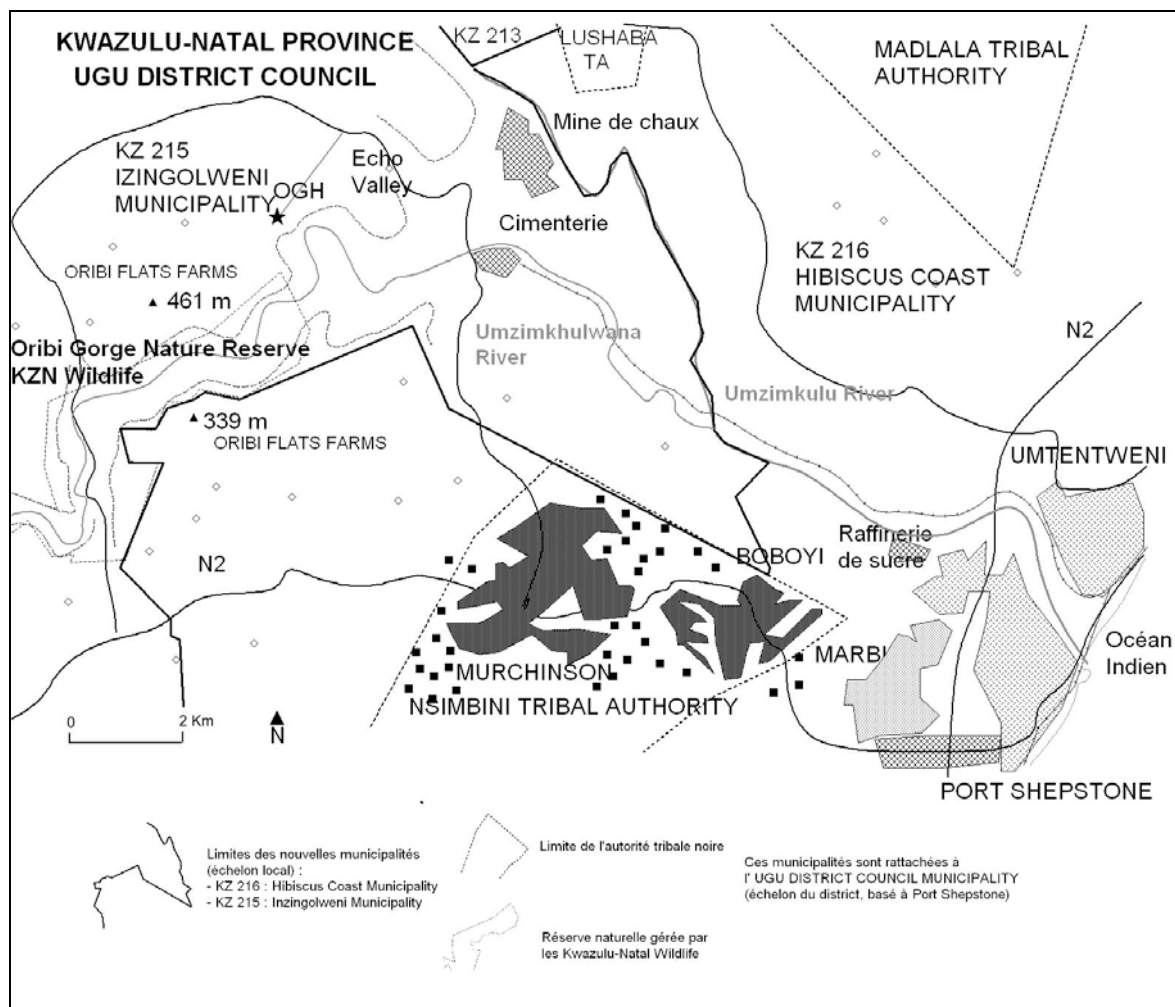 KWAZULU-NATAL PROVINCE
UGU DISTRICT COUNCIL
KZ 213
LUSHABA
TA
MADLALA TRIBAL
AUTHORITY
Mine de chaux
KZ 215
IZINGOLWENI
MUNICIPALITY
OGH
Echo
Valley
Cimenterie
KZ 216
HIBISCUS COAST
MUNICIPALITY
ORIBI FLATS FARMS
461 m
N2
Umzimkhulwana
River
Oribi Gorge Nature Reserve
KZN Wildlife
Umzimkulu River
339 m
ORIBI FLATS FARMS
UMTENTWENI
Raffinerie
de sucre
BOBOYI
N2
Océan
Indien
MARBU
MURCHINSON
NSIMBINI TRIBAL AUTHORITY
0 2 Km
N
PORT SHEPSTONE
Limites des nouvelles municipalités
(échelon local) :
- KZ 216 : Hibiscus Coast Municipality
- KZ 215 : Inzingolweni Municipality
Limite de l'autorité tribale noire
Réserve naturelle gérée par
les Kwazulu-Natal Wildlife
Ces municipalités sont rattachées à
l' UGU DISTRICT COUNCIL MUNICIPALITY
(échelon du district, basé à Port Shepstone)